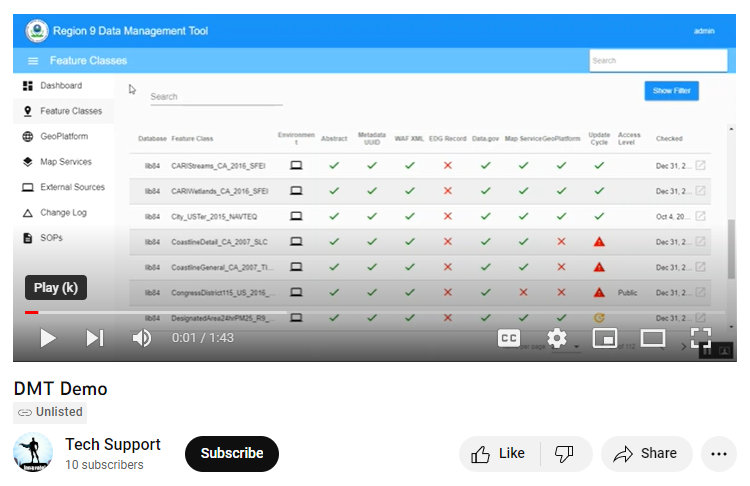 Region 9 Data Management Tool
admin
Feature Classes
Search
Dashboard
Feature Classes
GeoPlatform
Map Services
External Sources
Change Log
SOPs
Search
Show Filter
Database Feature Class Environment Abstract Metadata UUID WAF XML EDG Record Data.gov Map Service GeoPlatform Update Cycle Access Level Checked
lib84 CARIStreams_CA_2016_SFEI Dec 31, 2...
lib84 CARIWetlands_CA_2016_SFEI Dec 31, 2...
lib84 City_USTer_2015_NAVTEQ Oct 4, 20...
lib84 CoastlineDetail_CA_2007_SLC Dec 31, 2...
lib84 CoastlineGeneral_CA_2007_TI... Dec 31, 2...
lib84 CongressDistrict115_US_2016_... Public Dec 31, 2...
lib84 DesignatedArea24hrPM25_R9_... Dec 31, 2...
Play (k)
0:01 / 1:43
CC
DMT Demo
Unlisted
Tech Support
10 subscribers
Subscribe
Like
Share